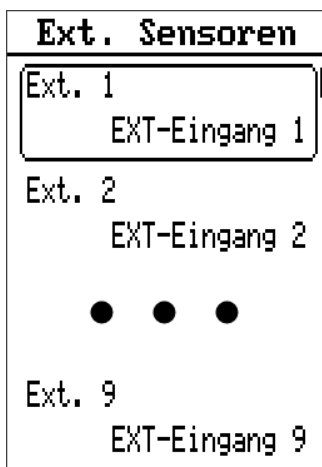 Ext. Sensoren
Ext. 1
EXT-Eingang 1
Ext. 2
EXT-Eingang 2
Ext. 9
EXT-Eingang 9